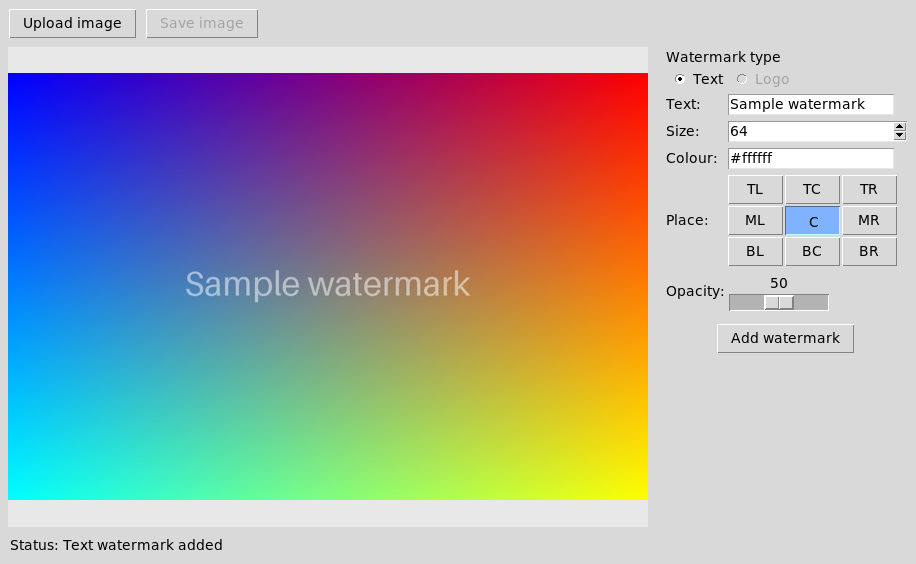 Upload image Save image
Watermark type
Text Logo
Text: Sample watermark
Size: 64
Colour: #ffffff
TL TC TR
Place: ML C MR
BL BC BR
50
Opacity:
Add watermark
Sample watermark
Status: Text watermark added